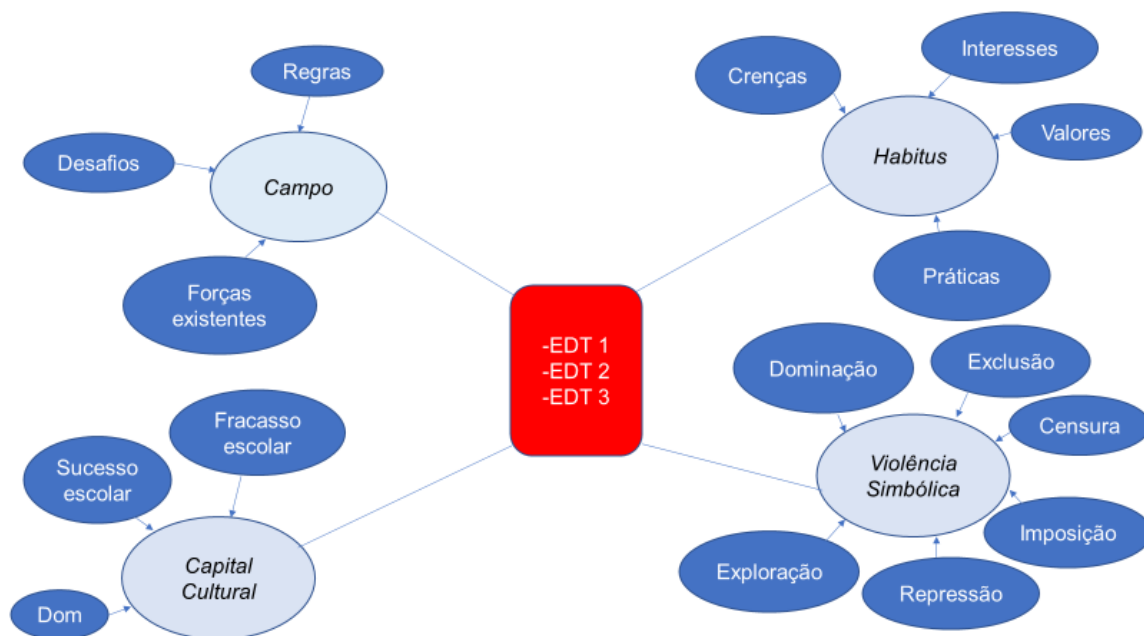 Regras
Desafios
Campo
Forças
existentes
Interesses
Crenças
Valores
Habitus
Práticas
-EDT 1
-EDT 2
-EDT 3
Fracasso
escolar
Sucesso
escolar
Capital
Cultural
Dom
Dominação
Exclusão
Censura
Violência
Simbólica
Imposição
Exploração
Repressão